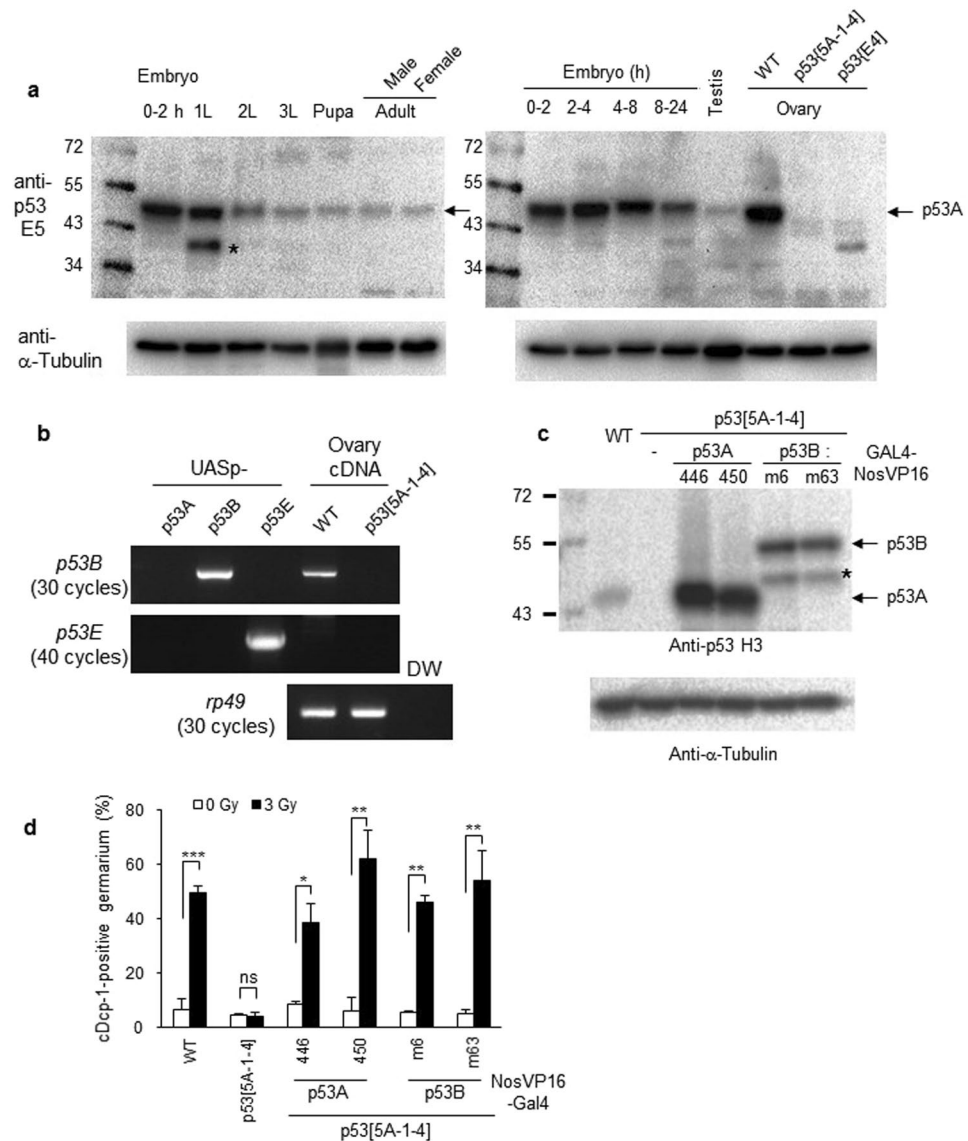 a
Embryo
Male
Female
0-2 h 1L 2L 3L Pupa Adult
72
55
43
34
anti-
p53
E5
*
anti-
α-Tubulin
Embryo (h)
0-2 2-4 4-8 8-24
Testis
WT
p53[5A-1-4]
p53[E4]
Ovary
72
55
43
34
p53A
b
UASp-
Ovary
cDNA
p53A
p53B
p53E
WT
p53[5A-1-4]
p53B
(30 cycles)
p53E
(40 cycles)
DW
rp49
(30 cycles)
c
p53[5A-1-4]
WT
-
p53A
p53B :
GAL4-
NosVP16
446 450 m6 m63
72
55
43
p53B
*
p53A
Anti-p53 H3
Anti-α-Tubulin
d
0 Gy 3 Gy
cDcp-1-positive germarium (%)
80
60
40
20
0
***
ns
*
**
**
**
WT
p53[5A-1-4]
446
450
m6
m63
p53A
p53B
NosVP16
-Gal4
p53[5A-1-4]